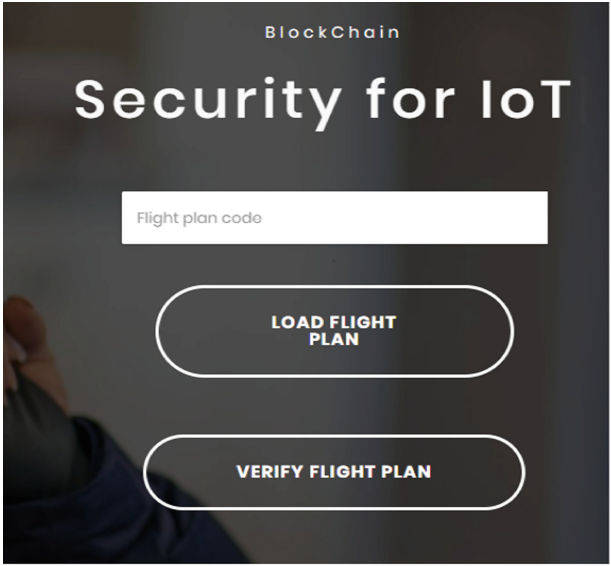 BlockChain
Security for IoT
Flight plan code
LOAD FLIGHT
PLAN
VERIFY FLIGHT PLAN